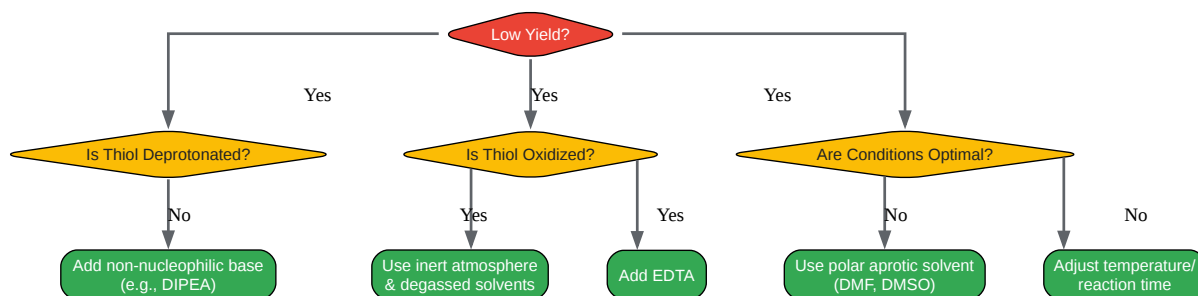 Low Yield?
Yes
Yes
Yes
Is Thiol Deprotonated?
Is Thiol Oxidized?
Are Conditions Optimal?
No
Yes
Yes
No
No
Add non-nucleophilic base
(e.g., DIPEA)
Use inert atmosphere
& degassed solvents
Add EDTA
Use polar aprotic solvent
(DMF, DMSO)
Adjust temperature/
reaction time